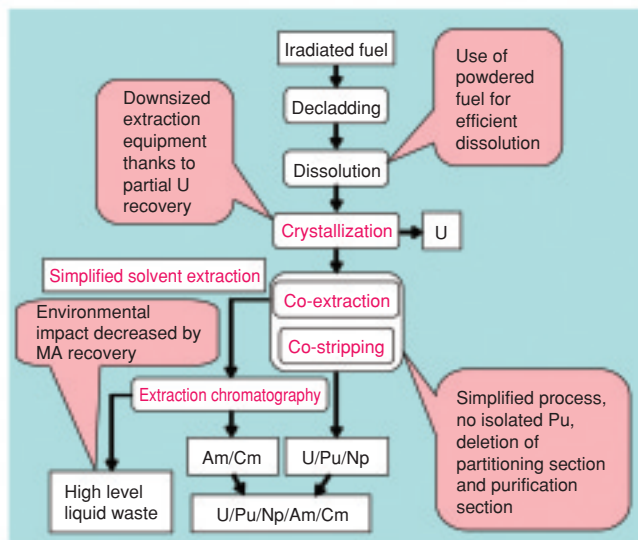 Irradiated fuel
Decladding
Dissolution
Use of
powdered
fuel for
efficient
dissolution
Downsized
extraction
equipment
thanks to
partial U
recovery
Crystallization
U
Simplified solvent extraction
Co-extraction
Co-stripping
Environmental
impact decreased by
MA recovery
Extraction chromatography
Simplified process,
no isolated Pu,
deletion of
partitioning section
and purification
section
Am/Cm
U/Pu/Np
High level
liquid waste
U/Pu/Np/Am/Cm